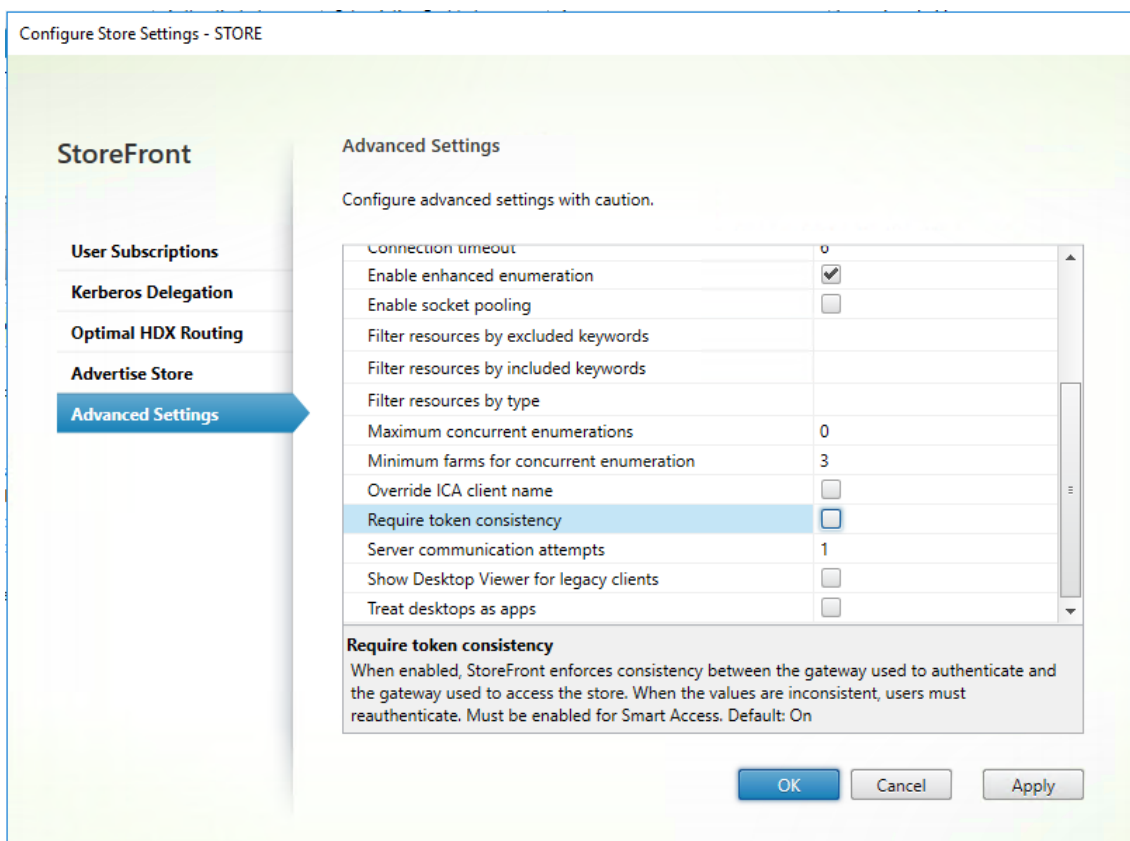 Configure Store Settings - STORE
StoreFront
User Subscriptions
Kerberos Delegation
Optimal HDX Routing
Advertise Store
Advanced Settings
Advanced Settings
Configure advanced settings with caution.
Connection timeout 6
Enable enhanced enumeration
Enable socket pooling
Filter resources by excluded keywords
Filter resources by included keywords
Filter resources by type
Maximum concurrent enumerations 0
Minimum farms for concurrent enumeration 3
Override ICA client name
Require token consistency
Server communication attempts 1
Show Desktop Viewer for legacy clients
Treat desktops as apps
Require token consistency
When enabled, StoreFront enforces consistency between the gateway used to authenticate and
the gateway used to access the store. When the values are inconsistent, users must
reauthenticate. Must be enabled for Smart Access. Default: On
OK Cancel Apply